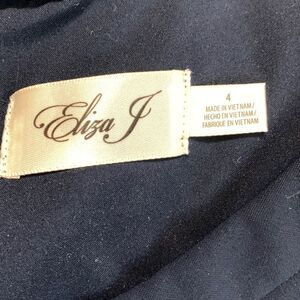 Eliza J
4
MADE IN VIETNAM/
HECHO EN VIETNAM/
FABRIQUÉ EN VIETNAM